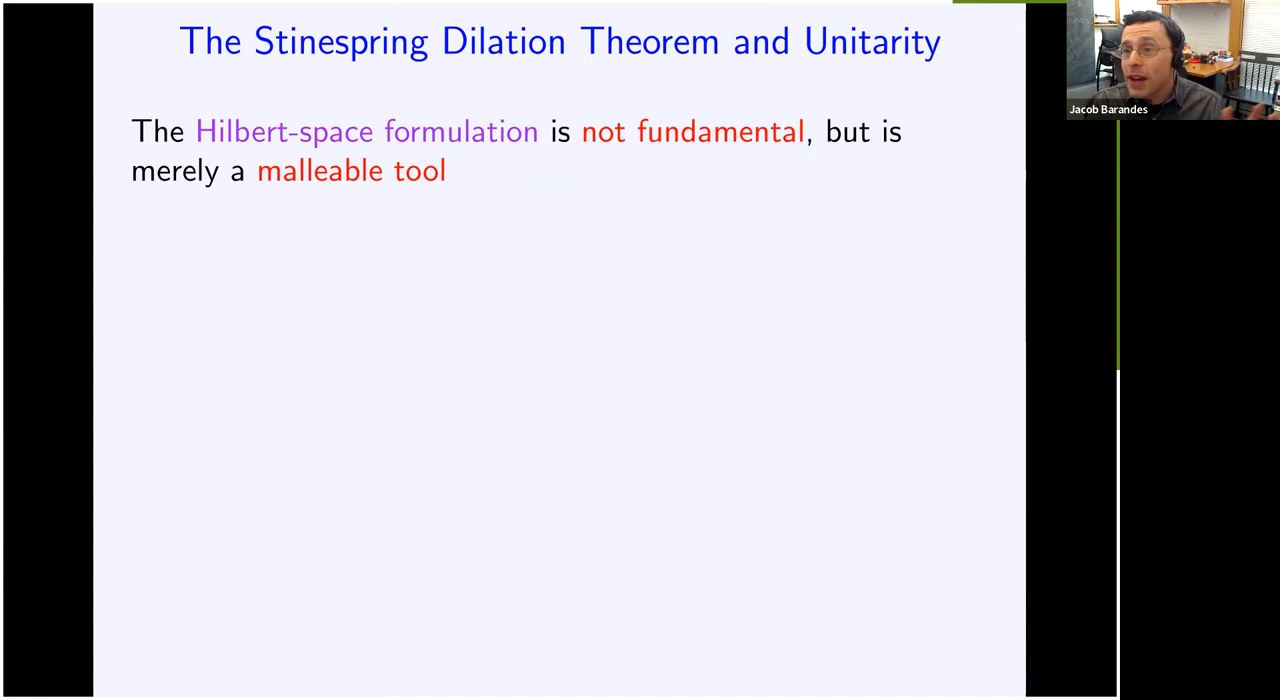 The Stinespring Dilation Theorem and Unitarity
Jacob Barandes
The Hilbert-space formulation is not fundamental, but is
merely a malleable tool